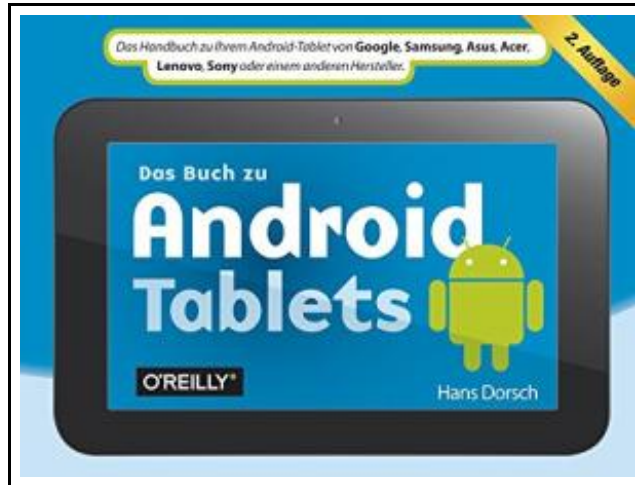 Das Handbuch zu Ihrem Android-Tablet von Google, Samsung, Asus, Acer,
Lenovo, Sony oder einem anderen Hersteller.
2. Auflage
Das Buch zu
Android
Tablets
O'REILLY®
Hans Dorsch